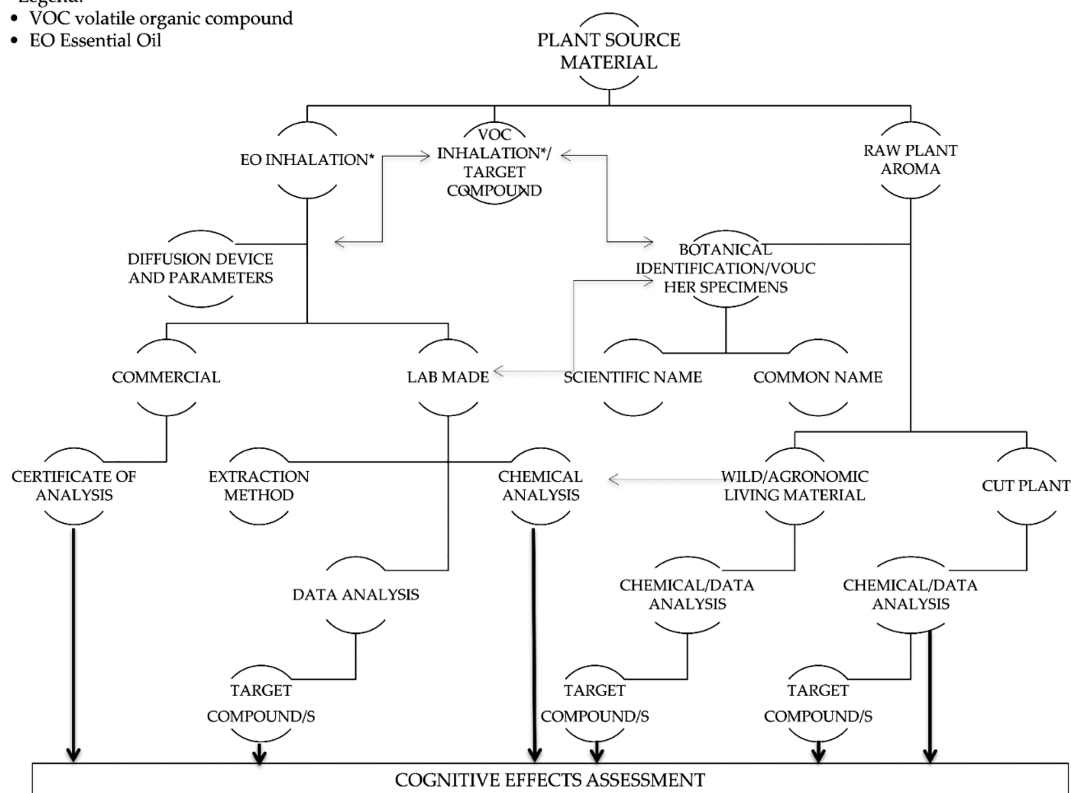 Legend:
• VOC volatile organic compound
• EO Essential Oil
PLANT SOURCE
MATERIAL
EO INHALATION*
VOC
INHALATION*/
TARGET
COMPOUND
RAW PLANT
AROMA
DIFFUSION DEVICE
AND PARAMETERS
BOTANICAL
IDENTIFICATION/VOUC
HER SPECIMENS
COMMERCIAL
LAB MADE
SCIENTIFIC NAME
COMMON NAME
CERTIFICATE OF
ANALYSIS
EXTRACTION
METHOD
CHEMICAL
ANALYSIS
WILD/AGRONOMIC
LIVING MATERIAL
CUT PLANT
DATA ANALYSIS
CHEMICAL/DATA
ANALYSIS
CHEMICAL/DATA
ANALYSIS
TARGET
COMPOUND/S
TARGET
COMPOUND/S
TARGET
COMPOUND/S
COGNITIVE EFFECTS ASSESSMENT